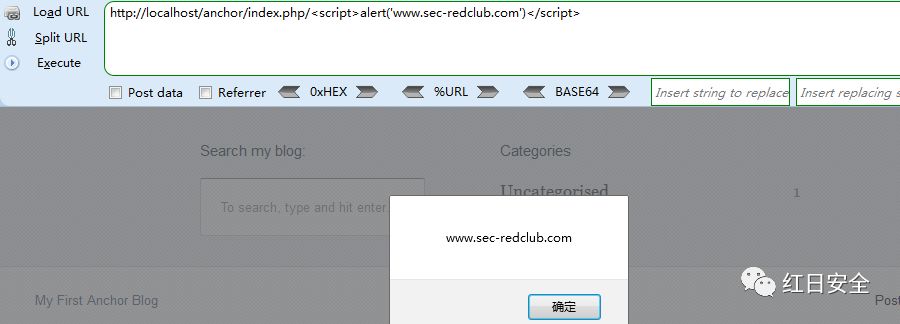 Load URL
http://localhost/anchor/index.php/<script>alert('www.sec-redclub.com')</script>
Split URL
Execute
Post data Referrer 0xHEX %URL BASE64 Insert string to replace Insert replacing s
Search my blog: Categories
To search, type and hit enter. Uncategorised 1
www.sec-redclub.com
确定
红日安全
My First Anchor Blog Post